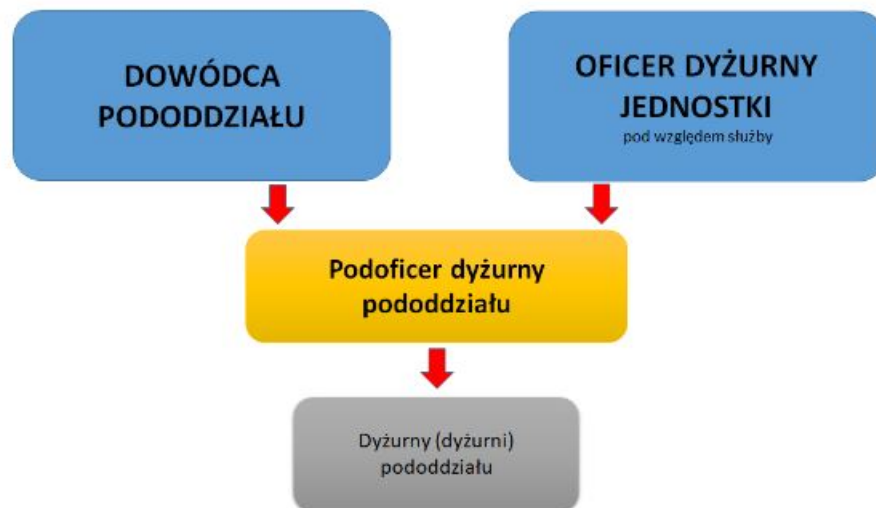 DOWÓDCA
PODODDZIAŁU
OFICER DYŻURNY
JEDNOSTKI
pod względem służby
Podoficer dyżurny
pododdziału
Dyżurny (dyżurni)
pododdziału